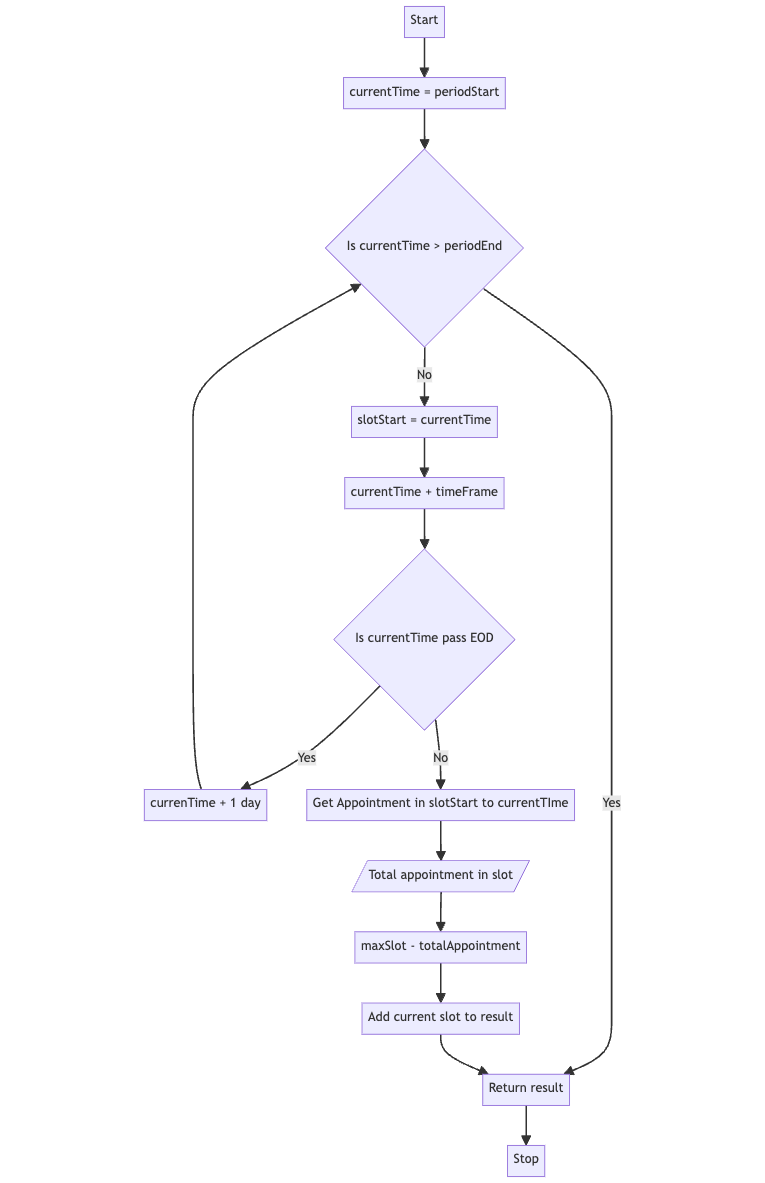 Start
currentTime = periodStart
Is currentTime > periodEnd
No
slotStart = currentTime
currentTime + timeFrame
Is currentTime pass EOD
Yes
No
currenTime + 1 day
Get Appointment in slotStart to currentTIme
Yes
Total appointment in slot
maxSlot - totalAppointment
Add current slot to result
Return result
Stop